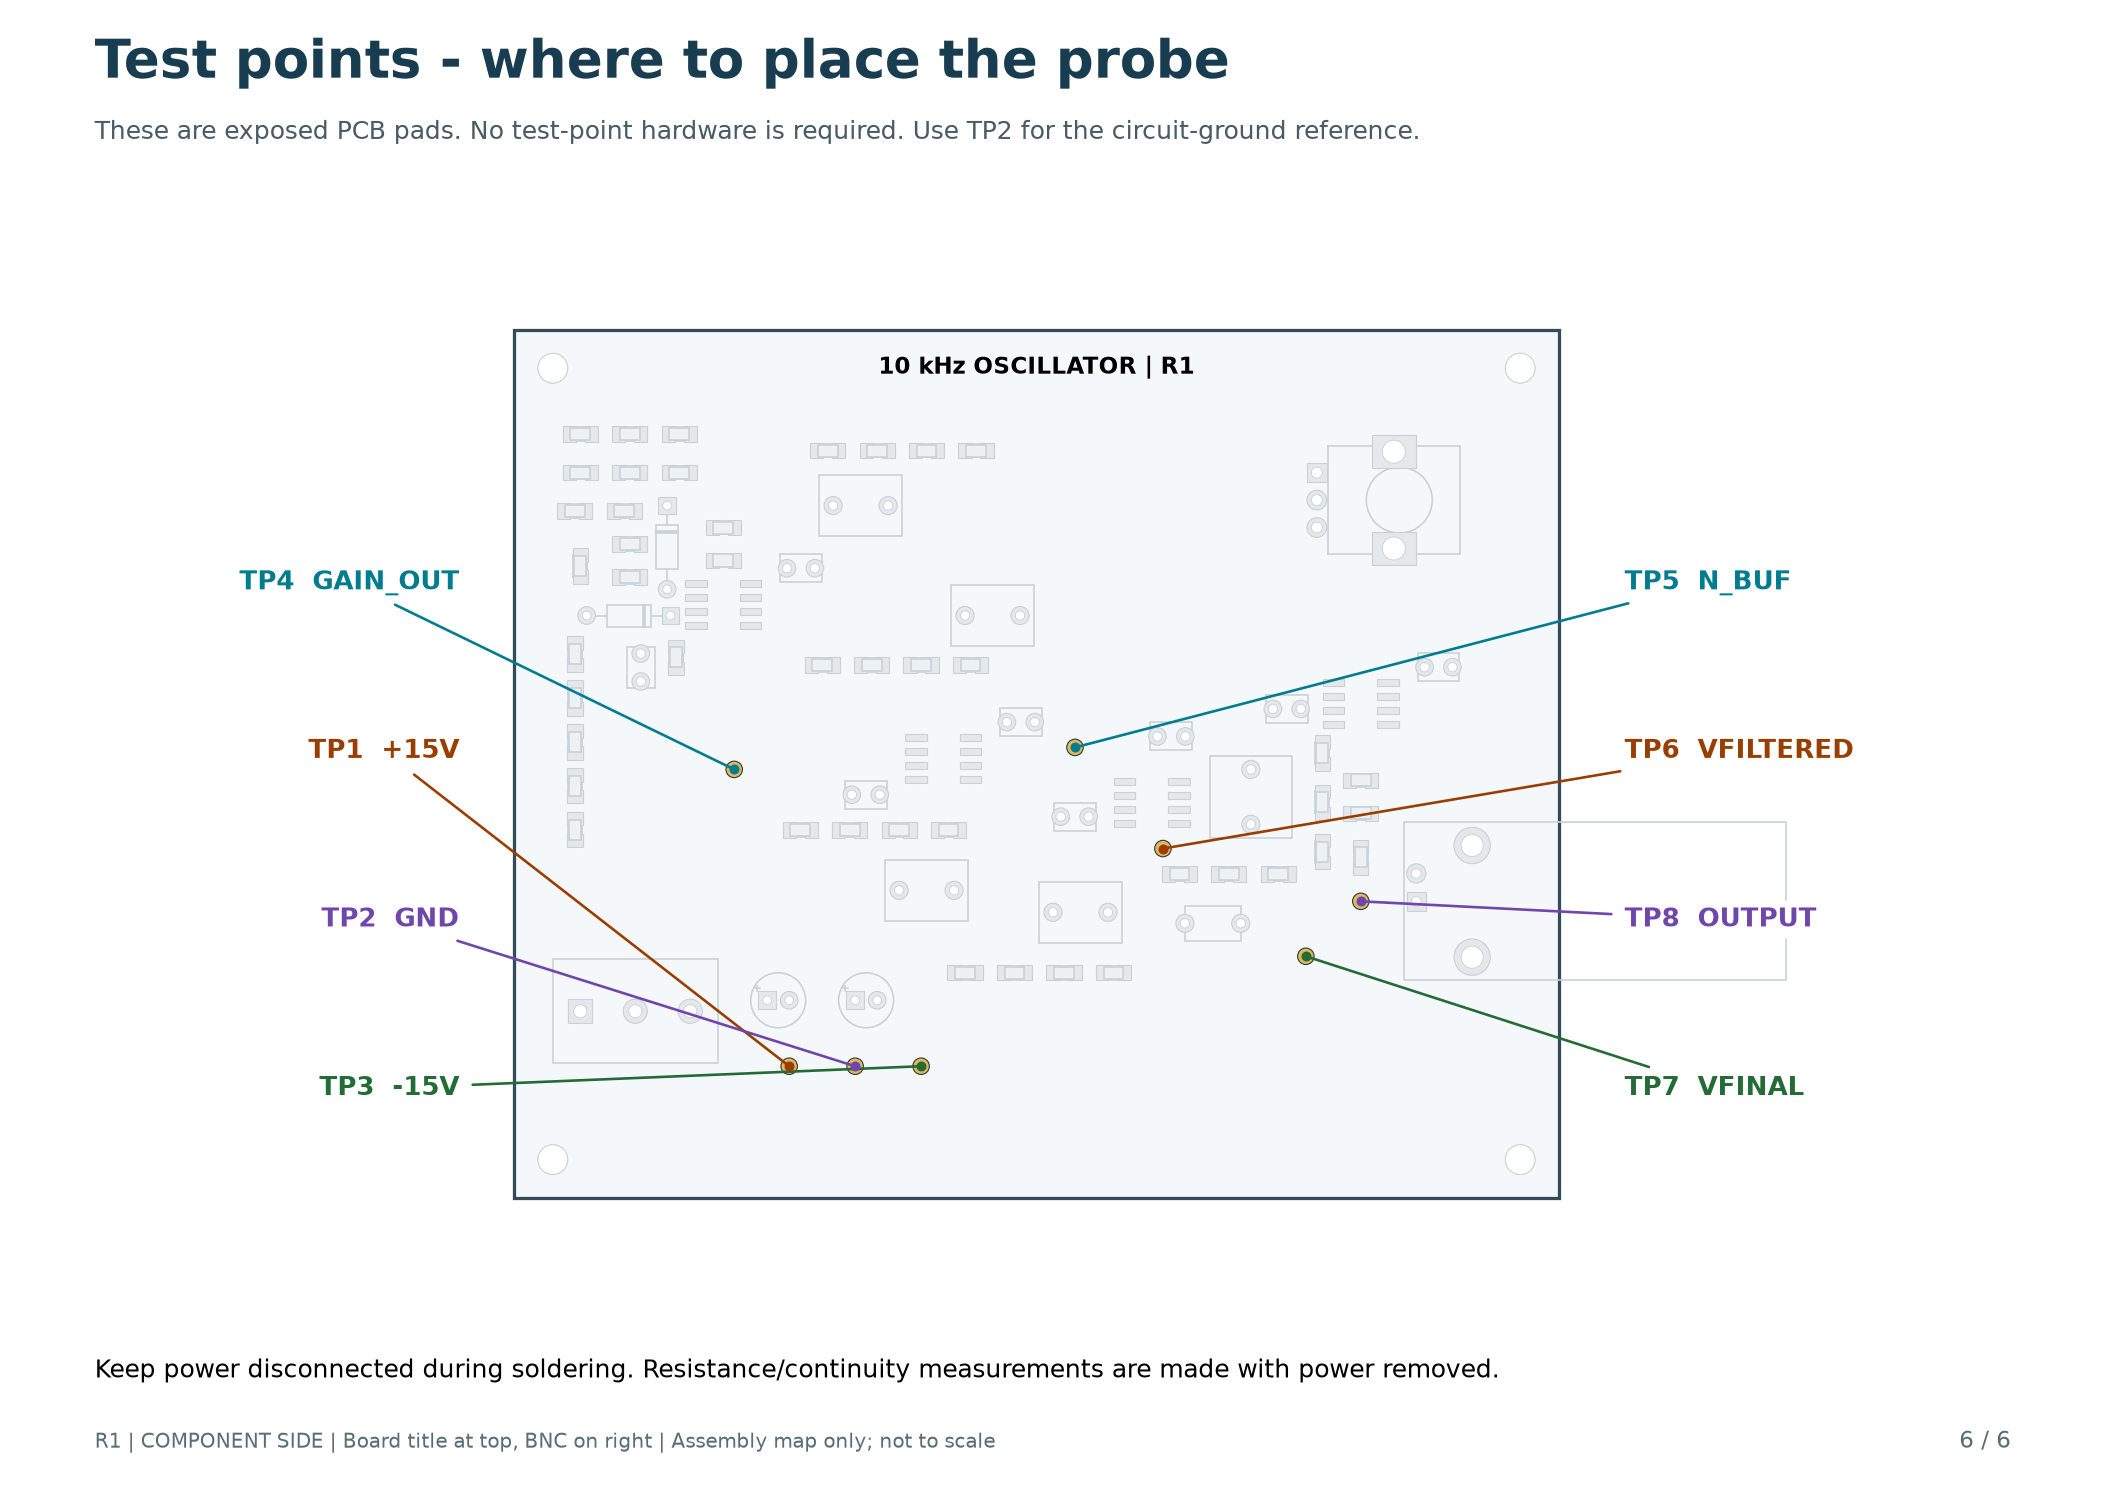 Test points - where to place the probe
These are exposed PCB pads. No test-point hardware is required. Use TP2 for the circuit-ground reference.
10 kHz OSCILLATOR | R1
TP4 GAIN_OUT
TP5 N_BUF
TP1 +15V
TP6 VFILTERED
TP2 GND
TP8 OUTPUT
TP3 -15V
TP7 VFINAL
+ +
Keep power disconnected during soldering. Resistance/continuity measurements are made with power removed.
R1 | COMPONENT SIDE | Board title at top, BNC on right | Assembly map only; not to scale
6 / 6